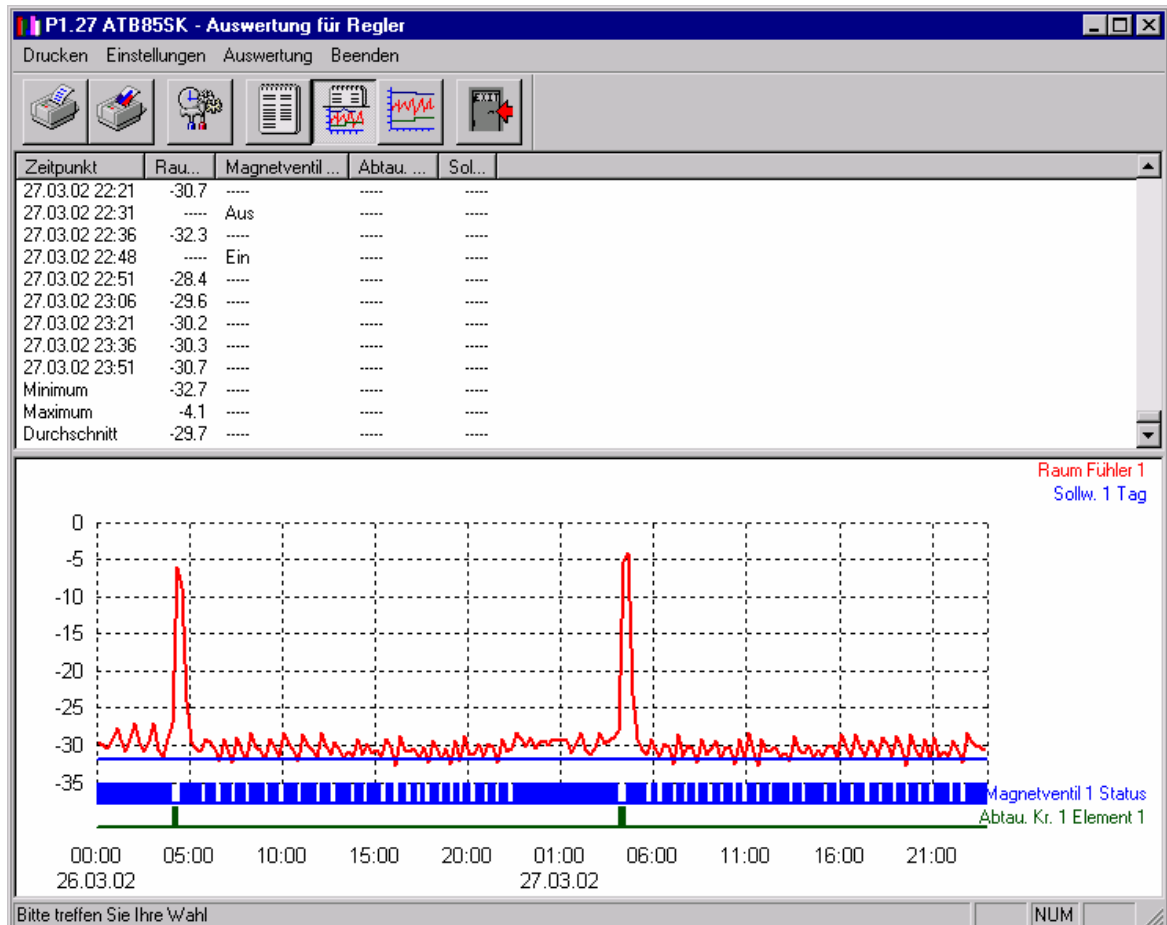 P1.27 ATB85SK - Auswertung für Regler
Drucken Einstellungen Auswertung Beenden
EXIT
Zeitpunkt Rau... Magnetventil ... Abtau. ... Sol...
27.03.02 22:21 -30.7 ----- ----- -----
27.03.02 22:31 ----- Aus ----- -----
27.03.02 22:36 -32.3 ----- ----- -----
27.03.02 22:48 ----- Ein ----- -----
27.03.02 22:51 -28.4 ----- ----- -----
27.03.02 23:06 -29.6 ----- ----- -----
27.03.02 23:21 -30.2 ----- ----- -----
27.03.02 23:36 -30.3 ----- ----- -----
27.03.02 23:51 -30.7 ----- ----- -----
Minimum -32.7 ----- ----- -----
Maximum -4.1 ----- ----- -----
Durchschnitt -29.7 ----- ----- -----
Raum Fühler 1
Sollw. 1 Tag
0
-5
-10
-15
-20
-25
-30
-35
Magnetventil 1 Status
Abtau. Kr. 1 Element 1
00:00 05:00 10:00 15:00 20:00 01:00 06:00 11:00 16:00 21:00
26.03.02 27.03.02
Bitte treffen Sie Ihre Wahl NUM